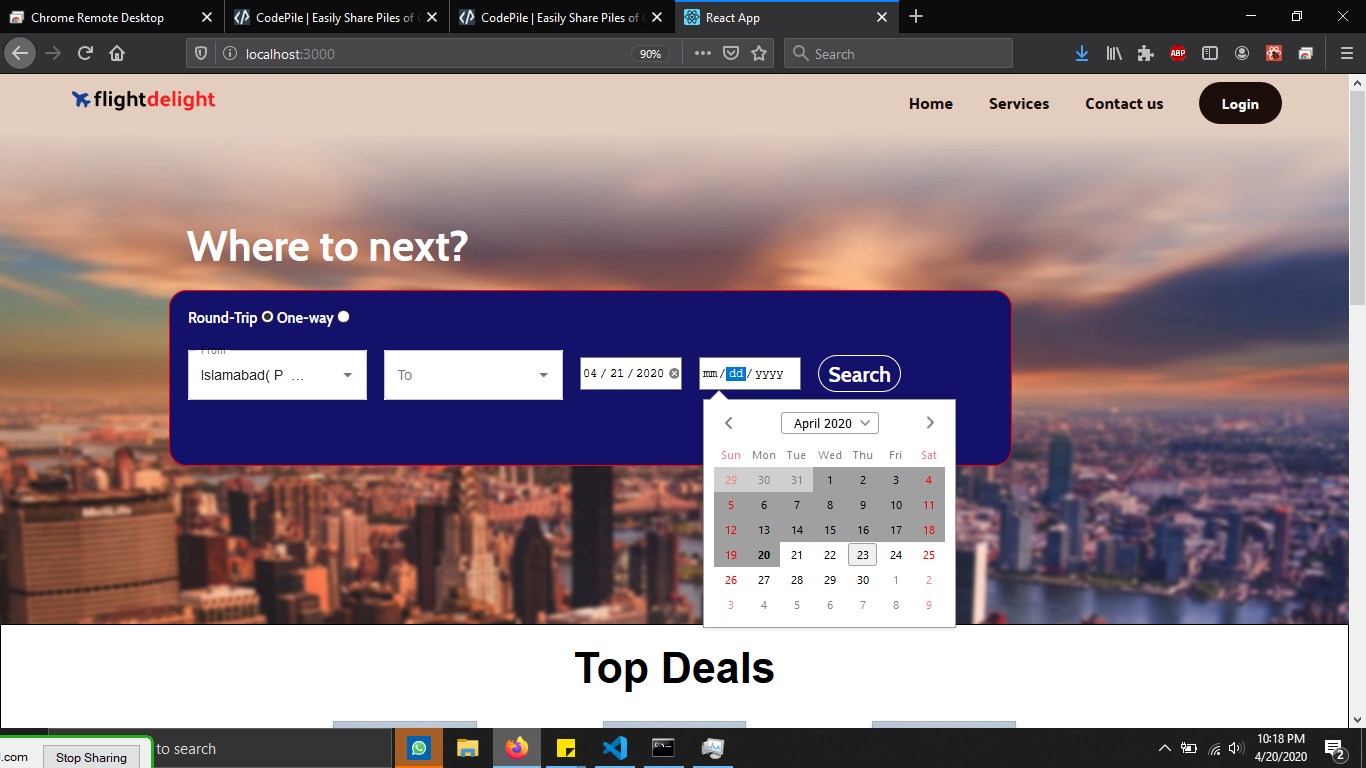 Chrome Remote Desktop
CodePile | Easily Share Piles of
CodePile | Easily Share Piles of
React App
localhost:3000
90%
Search
ABP
flightdelight
Home
Services
Contact us
Login
Where to next?
Round-Trip
One-way
From
Islamabad( P ...
To
04 / 21 / 2020
mm / dd / yyyy
Search
April 2020
Sun Mon Tue Wed Thu Fri Sat
29 30 31 1 2 3 4
5 6 7 8 9 10 11
12 13 14 15 16 17 18
19 20 21 22 23 24 25
26 27 28 29 30 1 2
3 4 5 6 7 8 9
MetLife
Top Deals
l.com
Stop Sharing
to search
10:18 PM
4/20/2020
2